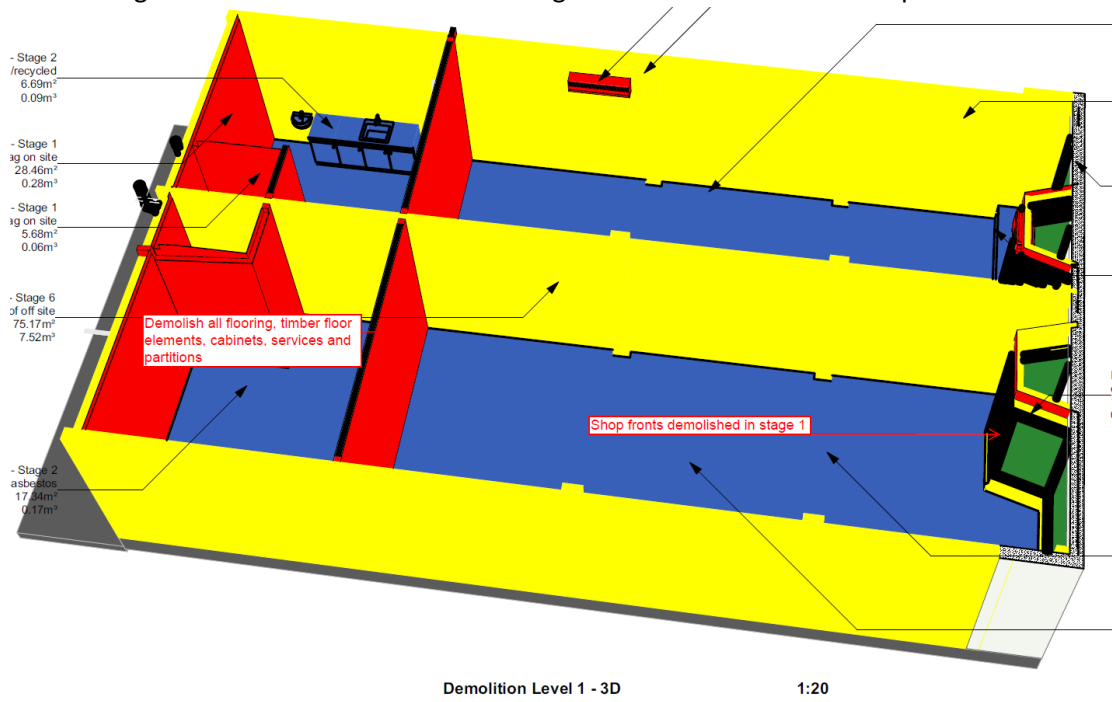 - Stage 2
/recycled
6.69m²
0.09m³
- Stage 1
ag on site
28.46m²
0.28m³
- Stage 1
ag on site
5.68m²
0.06m³
- Stage 6
of off site
75.17m²
7.52m³
Demolish all flooring, timber floor
elements, cabinets, services and
partitions
Shop fronts demolished in stage 1
- Stage 2
asbestos
17.34m²
0.17m³
Demolition Level 1 - 3D 1:20